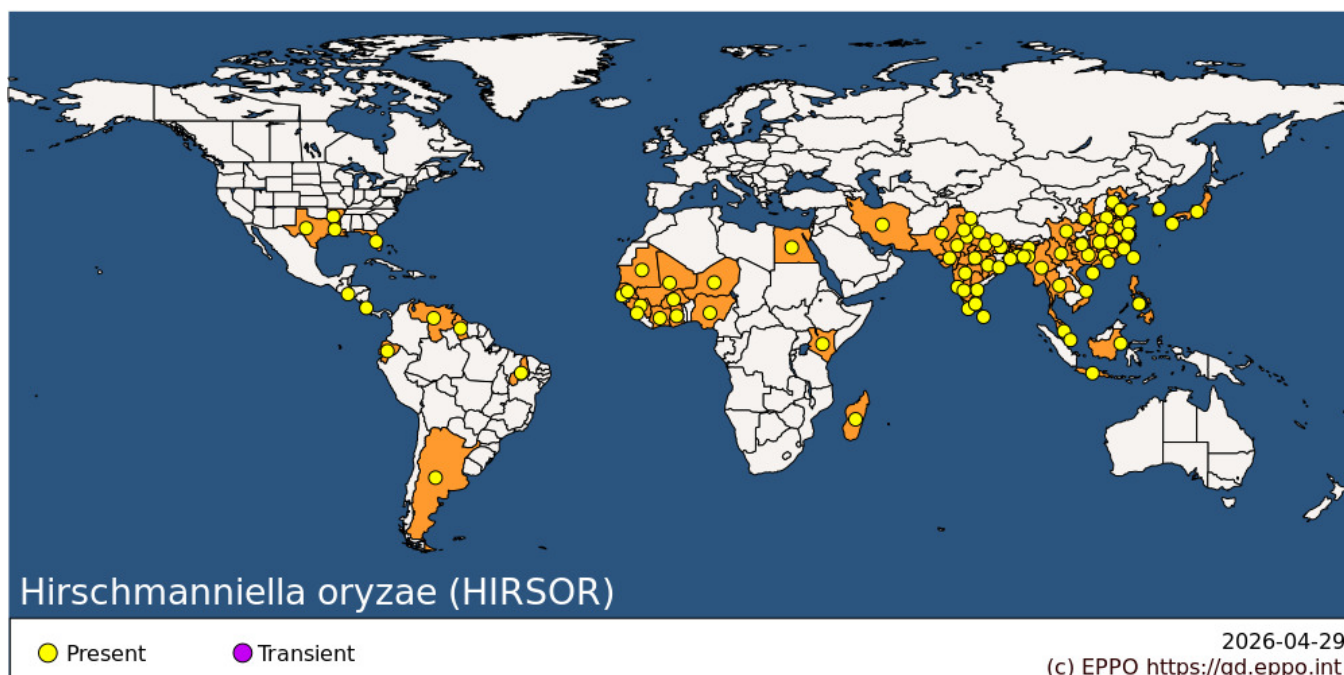 Hirschmanniella oryzae (HIRSOR)
Present
Transient
2026-04-29
(c) EPPO https://gd.eppo.int